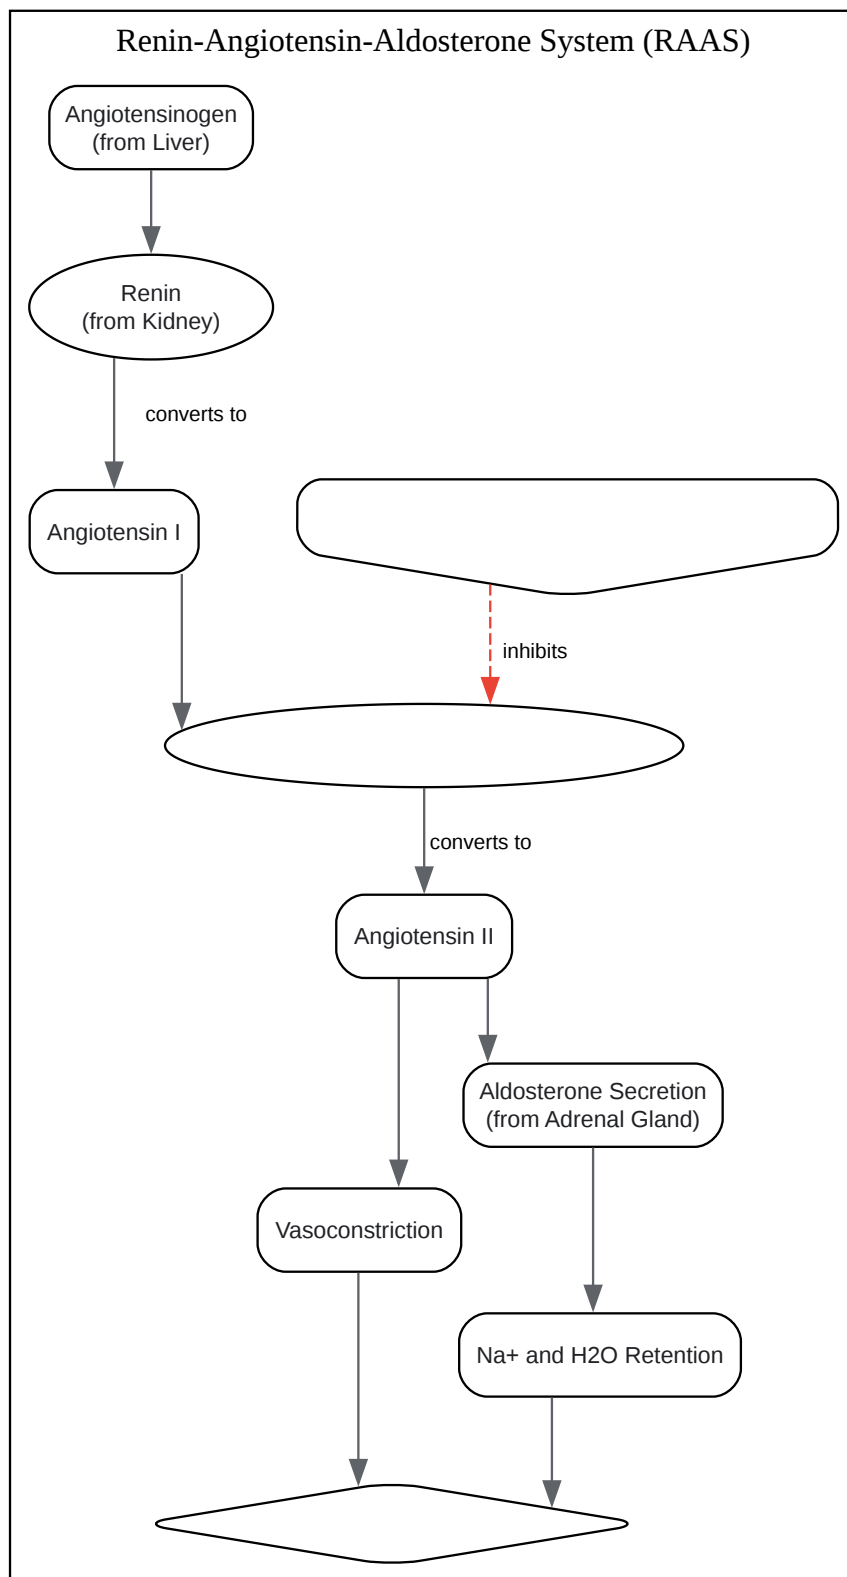 Renin-Angiotensin-Aldosterone System (RAAS)
Angiotensinogen
(from Liver)
Renin
(from Kidney)
converts to
Angiotensin I
inhibits
converts to
Angiotensin II
Aldosterone Secretion
(from Adrenal Gland)
Vasoconstriction
Na+ and H2O Retention